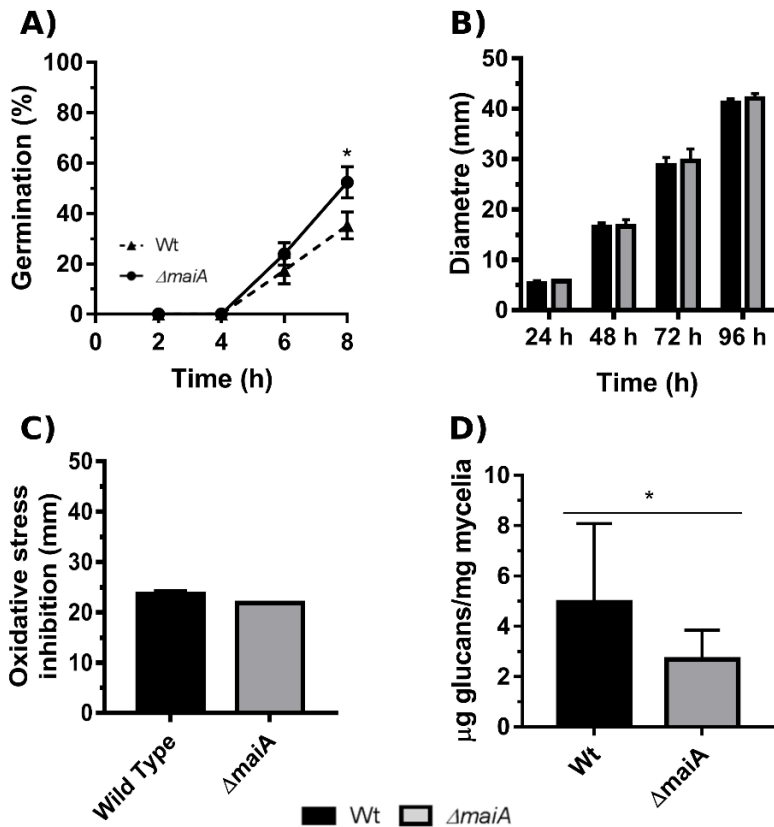 A)
Germination (%)
100
80
60
40
20
0
*
Wt
ΔmaiA
0 2 4 6 8
Time (h)
B)
Diametre (mm)
50
40
30
20
10
0
24 h 48 h 72 h 96 h
Time (h)
C)
Oxidative stress
inhibition (mm)
50
40
30
20
10
0
Wild Type ΔmaiA
D)
μg glucans/mg mycelia
10
8
6
4
2
0
*
Wt ΔmaiA
Wt ΔmaiA